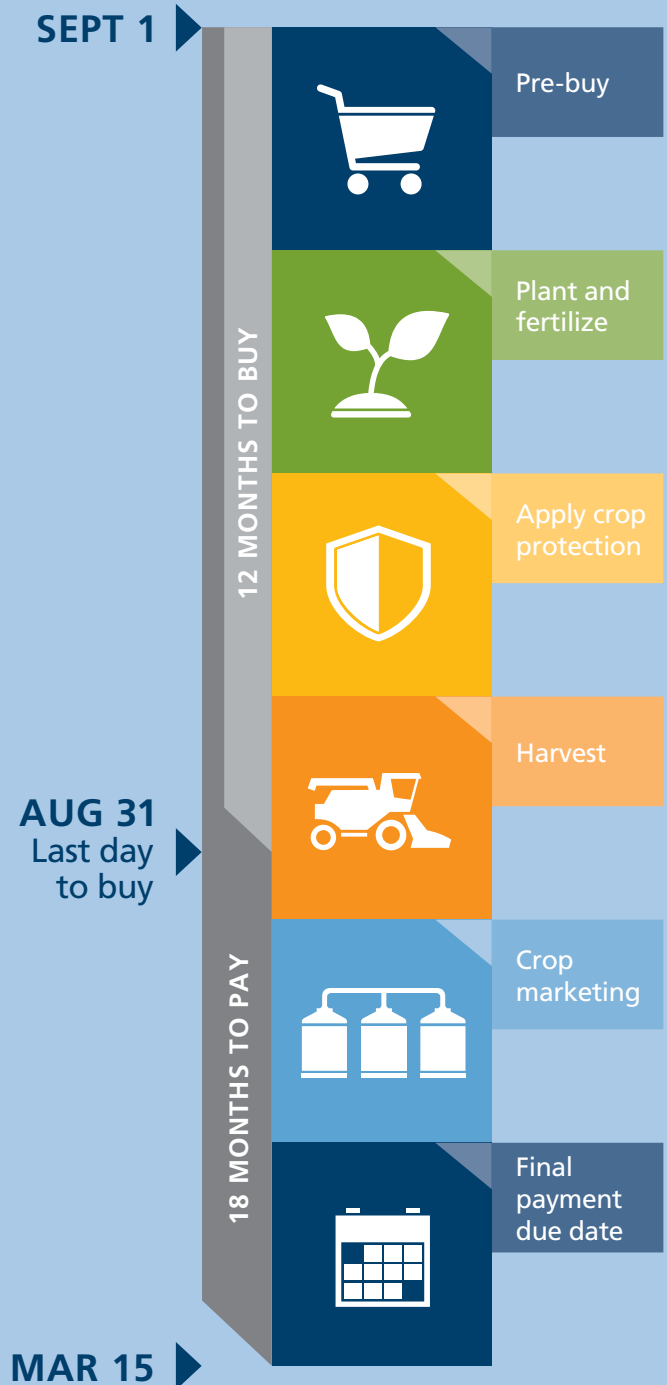 SEPT 1
Pre-buy
Plant and
fertilize
12 MONTHS TO BUY
Apply crop
protection
Harvest
AUG 31
Last day
to buy
Crop
marketing
18 MONTHS TO PAY
Final
payment
due date
MAR 15